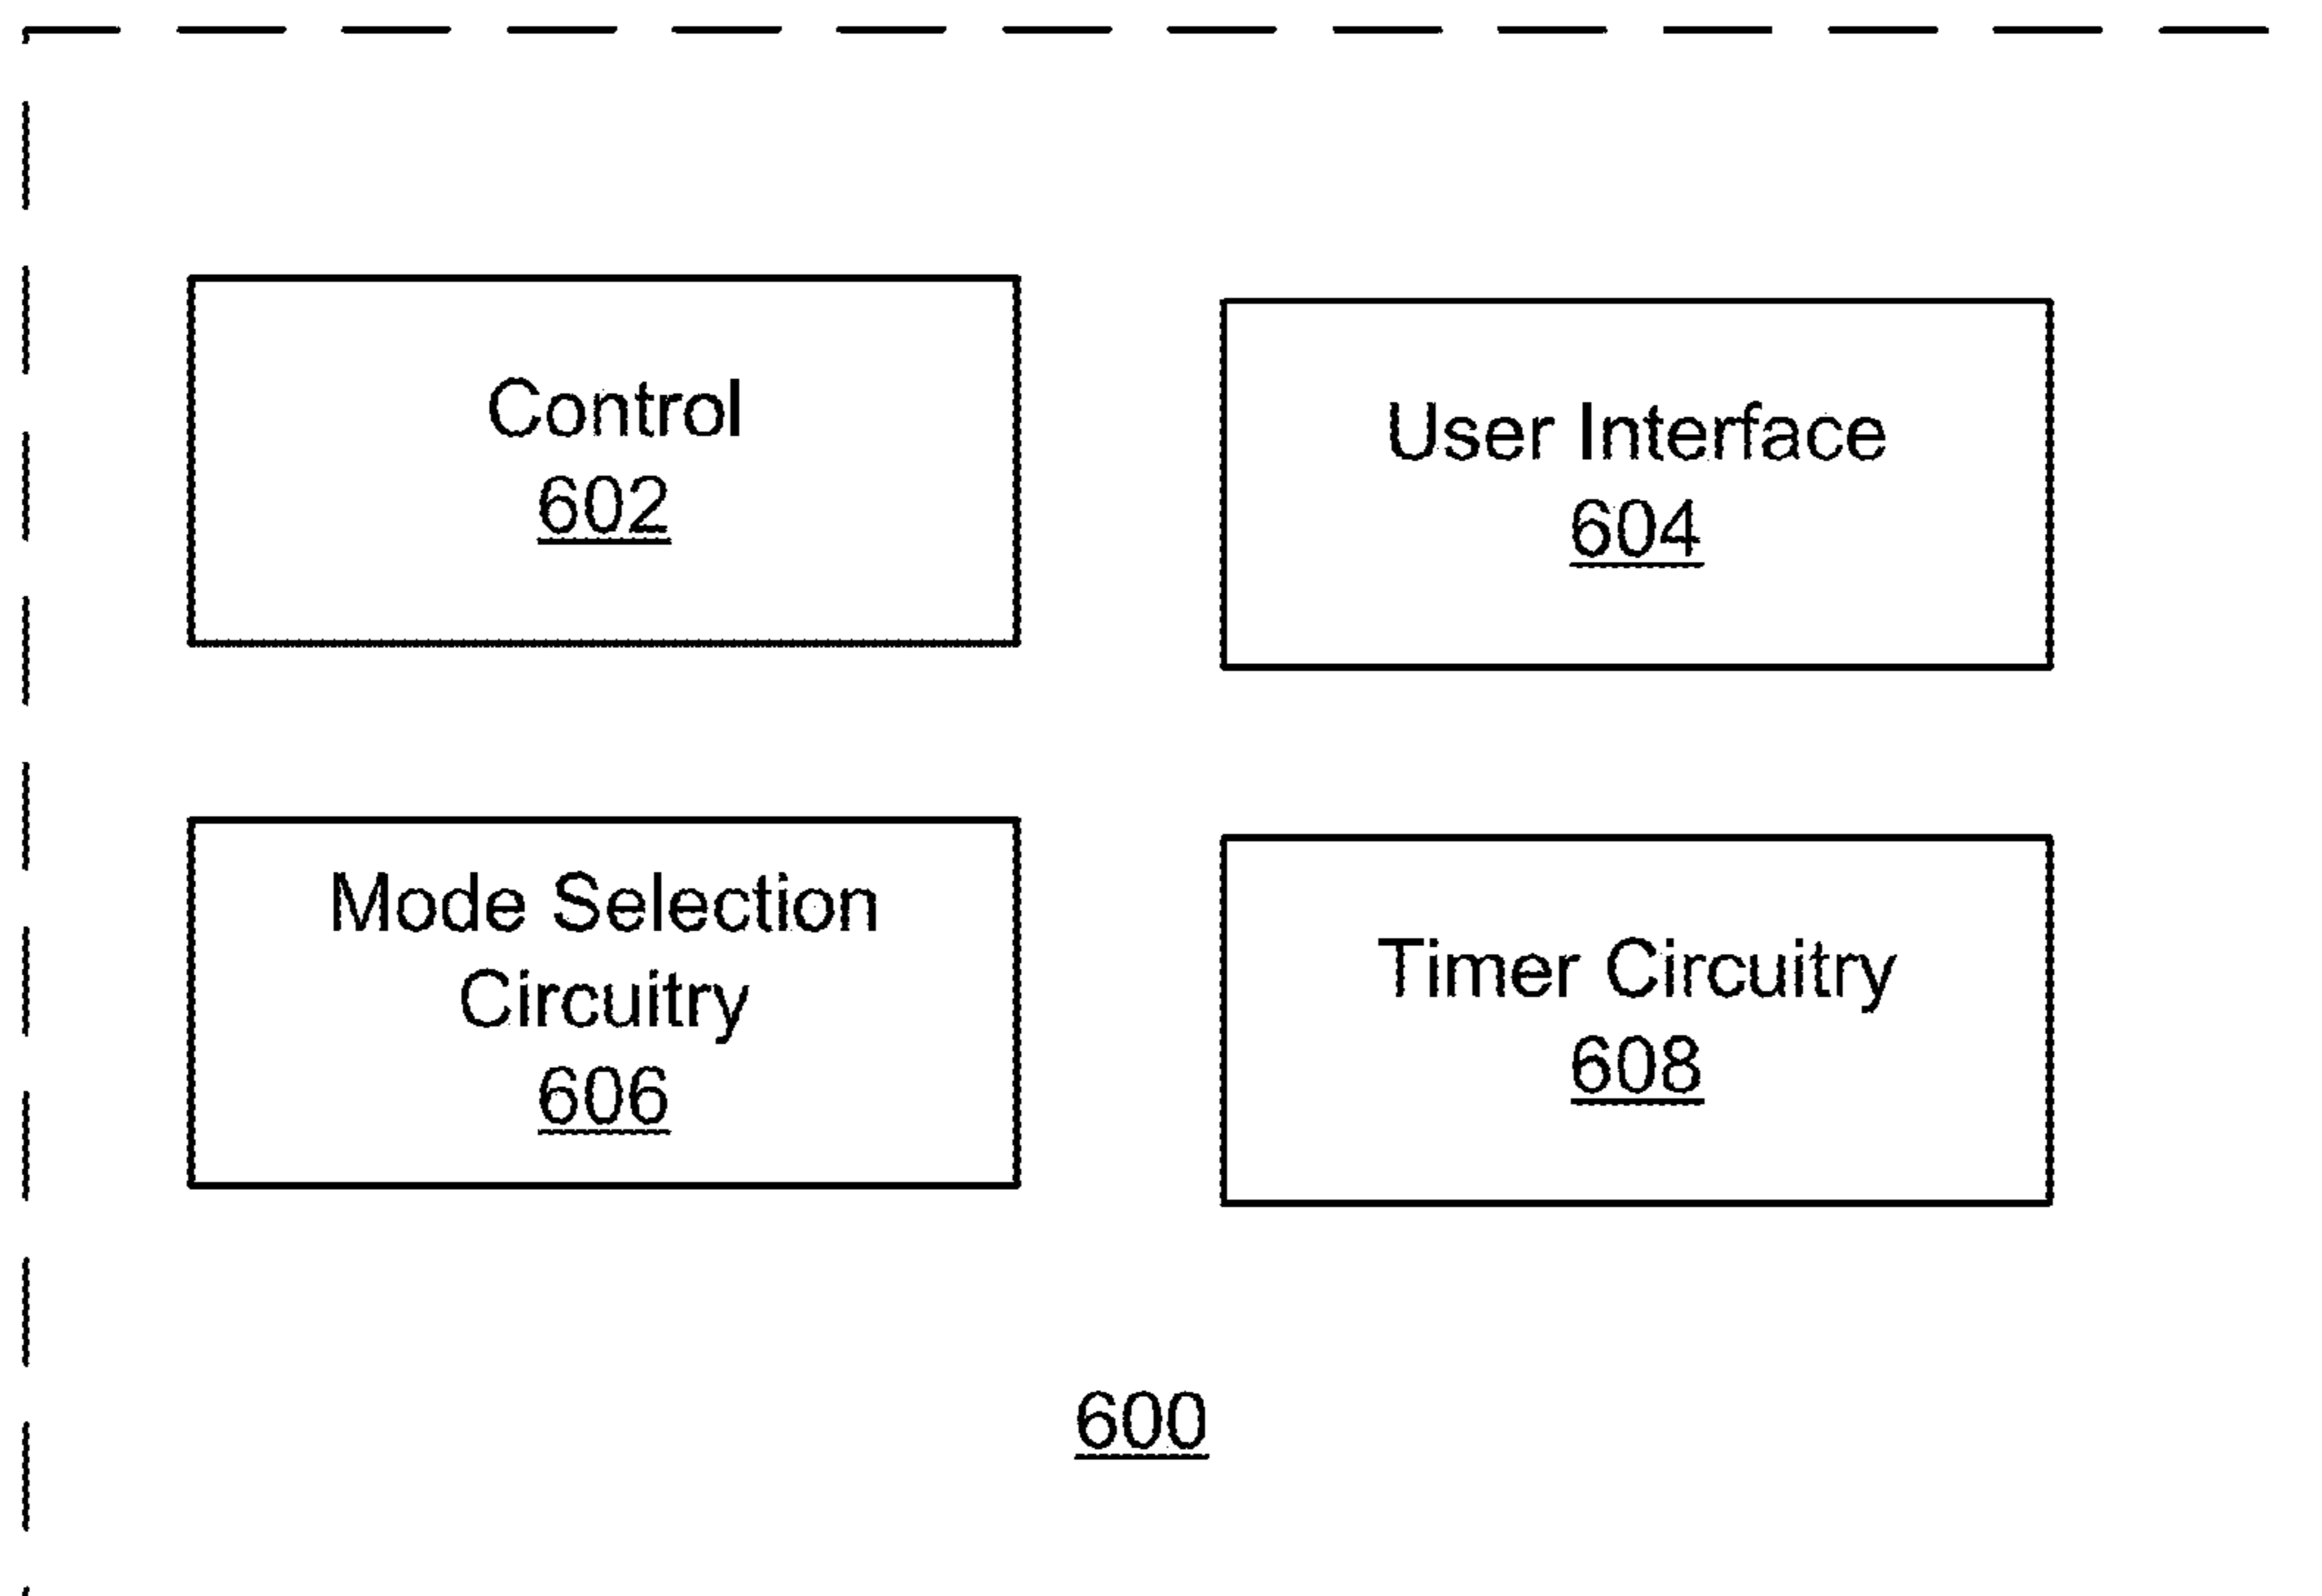 Control
602
User Interface
604
Mode Selection
Circuitry
606
Timer Circuitry
608
600